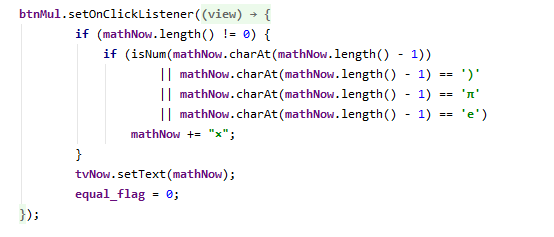 btnMul.setOnClickListener((view) → {
if (mathNow.length() != 0) {
if (isNum(mathNow.charAt(mathNow.length() - 1))
|| mathNow.charAt(mathNow.length() - 1) == ')'
|| mathNow.charAt(mathNow.length() - 1) == 'π'
|| mathNow.charAt(mathNow.length() - 1) == 'e')
mathNow += "×";
}
tvNow.setText(mathNow);
equal_flag = 0;
});